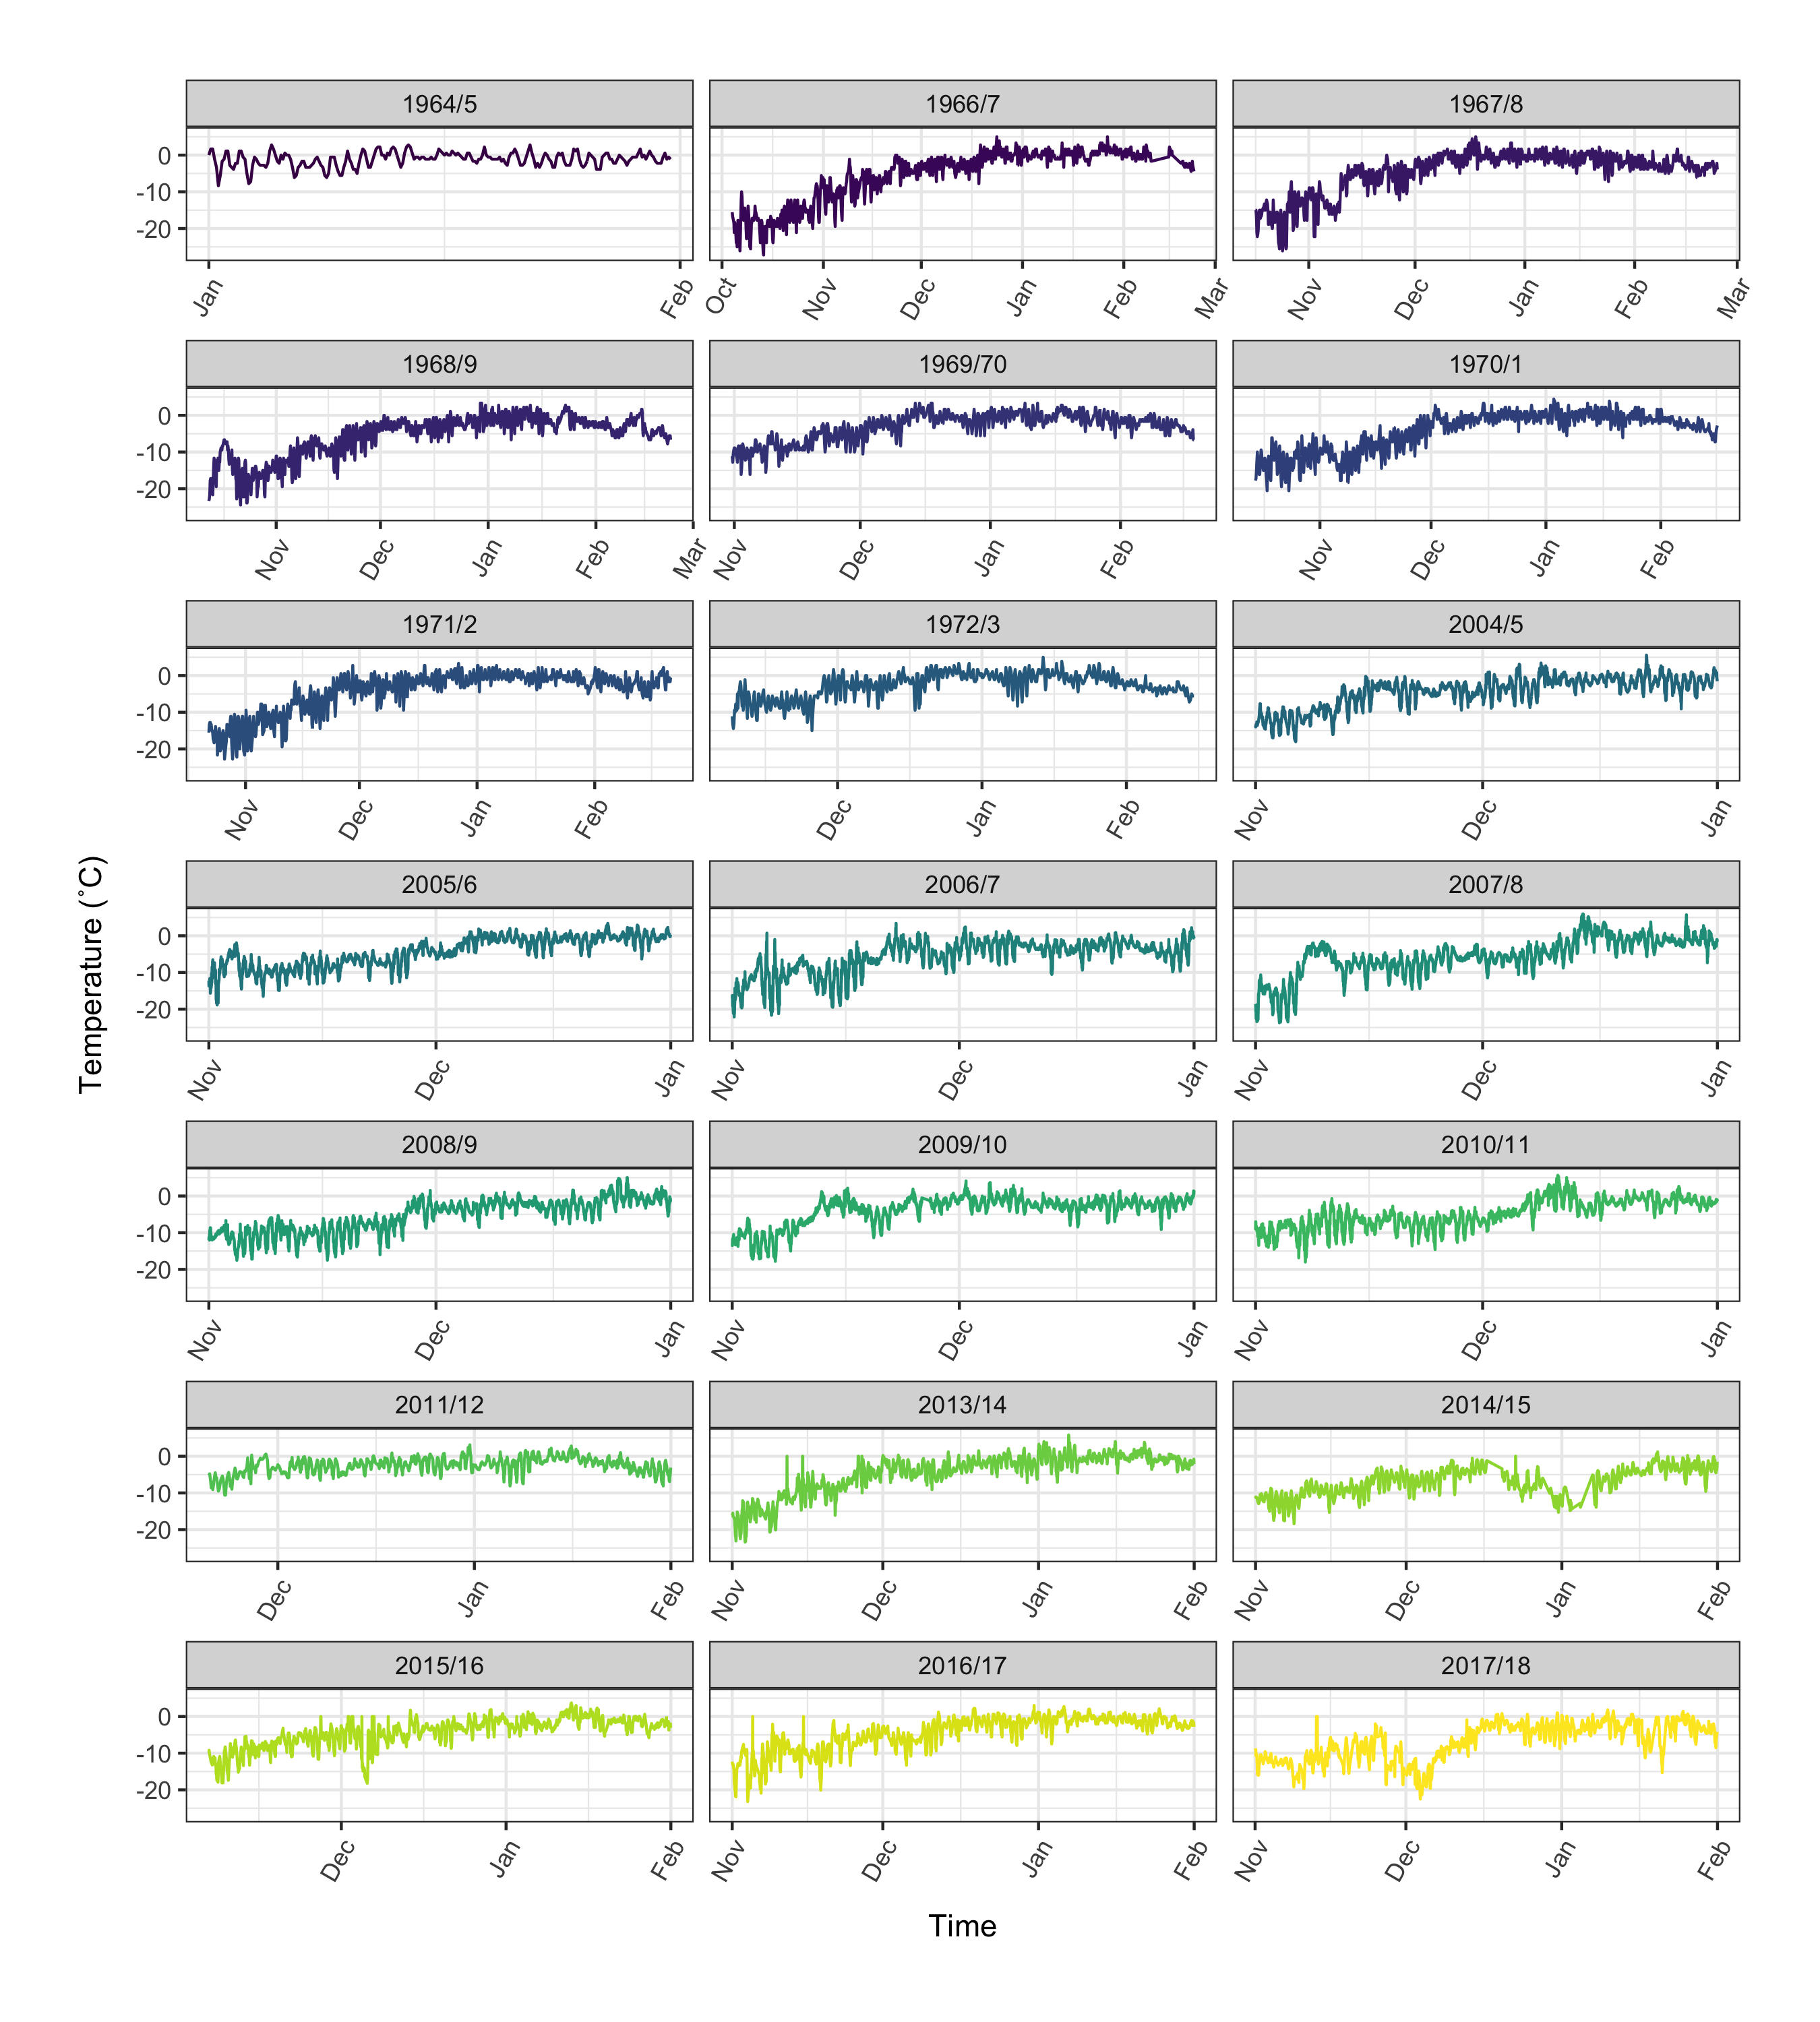 1964/5 1966/7 1967/8
0
-10
-20
Jan Feb Oct Nov Dec Jan Feb Mar Nov Dec Jan Feb Mar
1968/9 1969/70 1970/1
0
-10
-20
Nov Dec Jan Feb Mar Nov Dec Jan Feb Nov Dec Jan Feb
1971/2 1972/3 2004/5
0
-10
-20
Nov Dec Jan Feb Dec Jan Feb Nov Dec Jan
Temperature (˚C)
2005/6 2006/7 2007/8
0
-10
-20
Nov Dec Jan Nov Dec Jan Nov Dec Jan
2008/9 2009/10 2010/11
0
-10
-20
Nov Dec Jan Nov Dec Jan Nov Dec Jan
2011/12 2013/14 2014/15
0
-10
-20
Dec Jan Feb Nov Dec Jan Feb Nov Dec Jan Feb
2015/16 2016/17 2017/18
0
-10
-20
Dec Jan Feb Nov Dec Jan Feb Nov Dec Jan Feb
Time